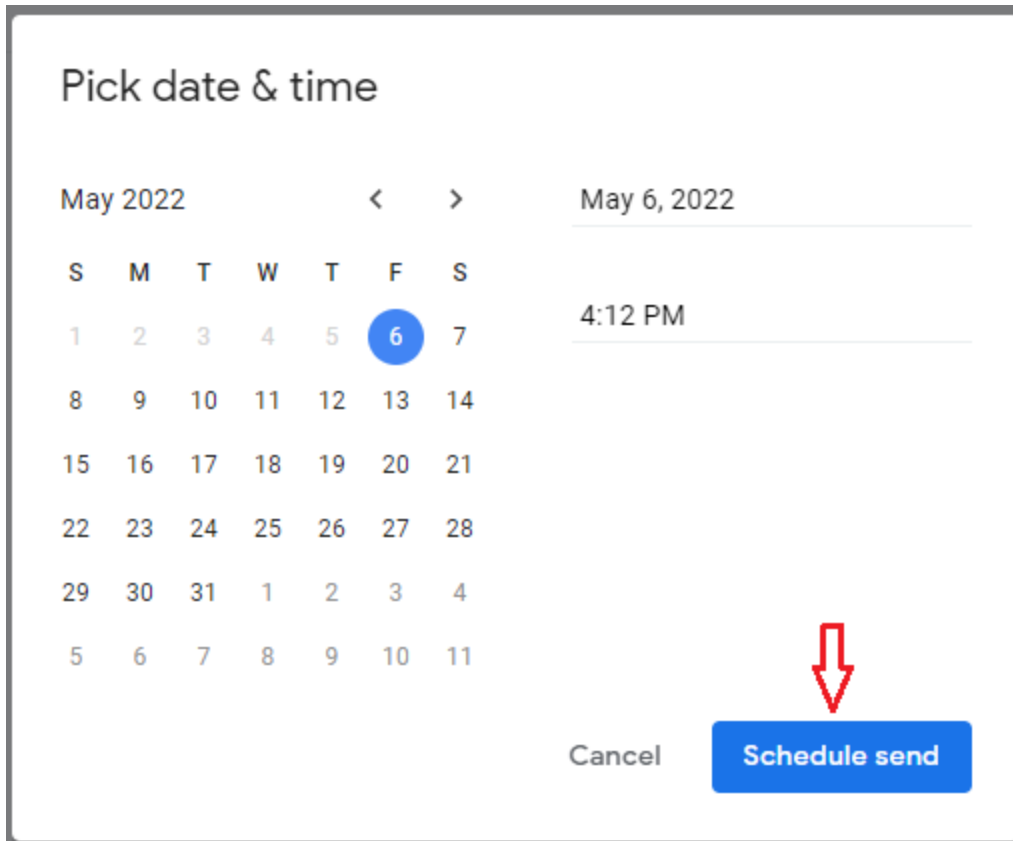 Pick date & time
May 2022 < >
S M T W T F S
1 2 3 4 5 6 7
8 9 10 11 12 13 14
15 16 17 18 19 20 21
22 23 24 25 26 27 28
29 30 31 1 2 3 4
5 6 7 8 9 10 11
May 6, 2022
4:12 PM
Cancel Schedule send